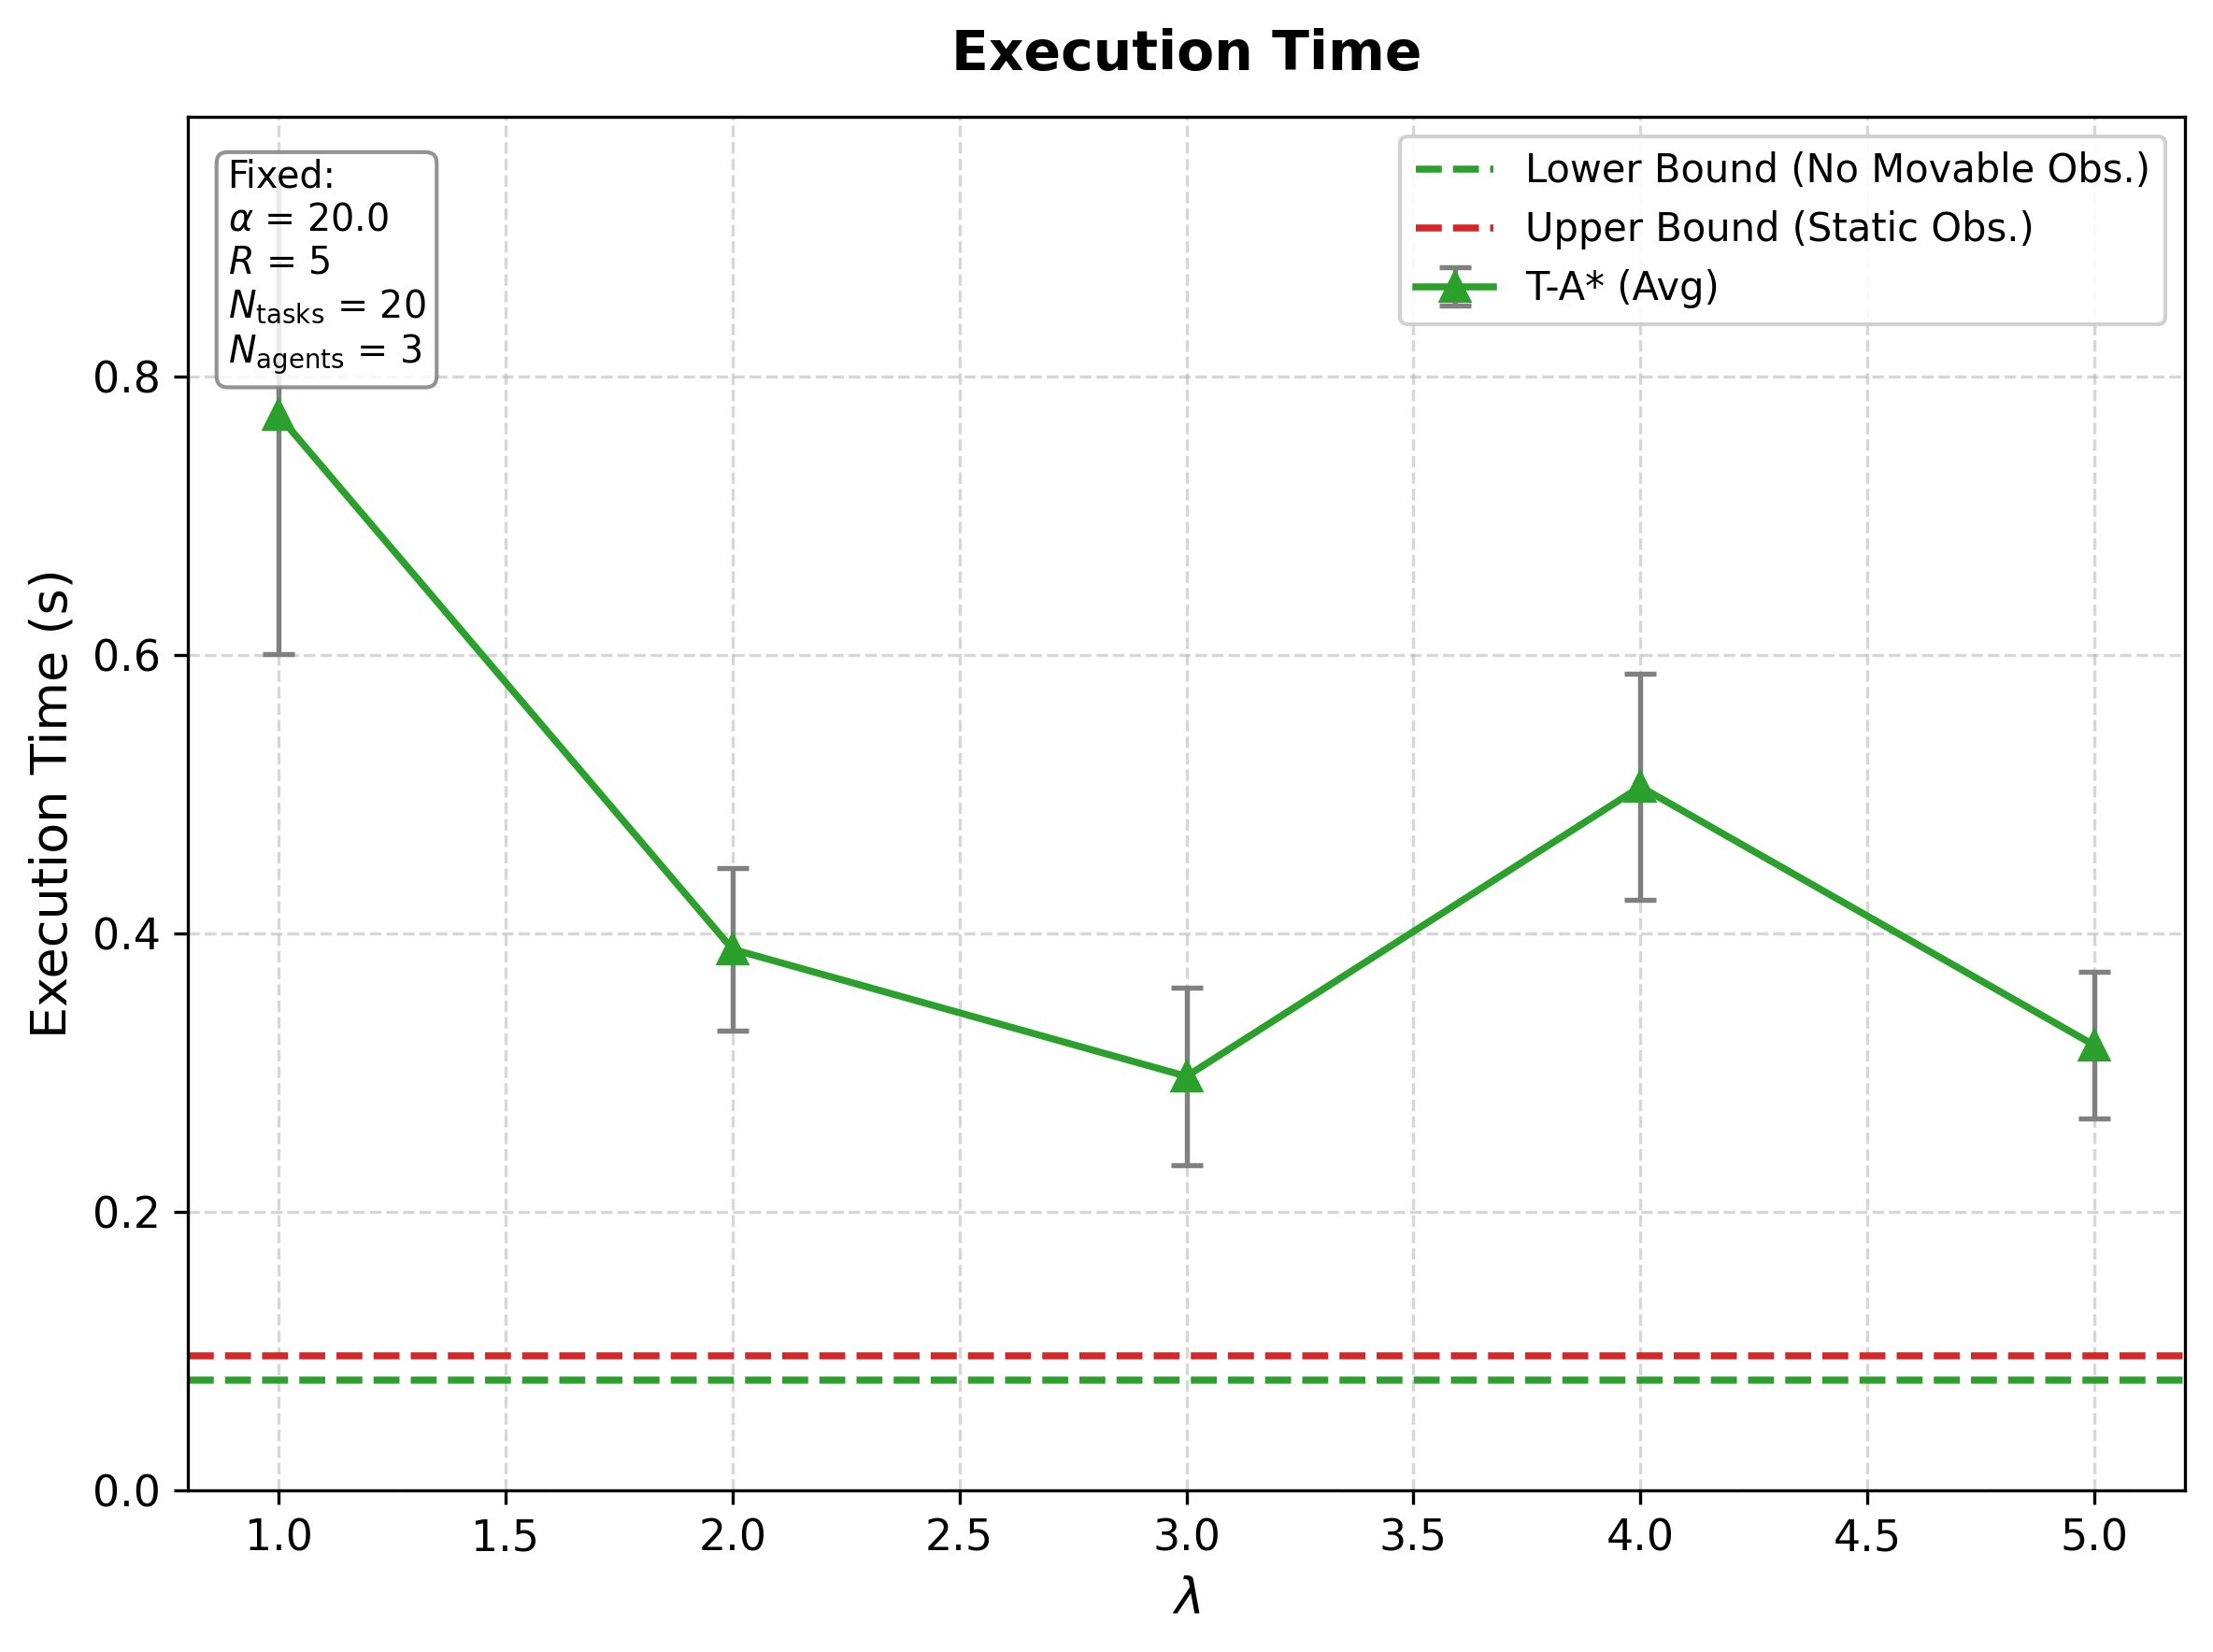 Execution Time
Fixed:
α = 20.0
R = 5
N_tasks = 20
N_agents = 3
Lower Bound (No Movable Obs.)
Upper Bound (Static Obs.)
T-A* (Avg)
Execution Time (s)
0.8
0.6
0.4
0.2
0.0
1.0 1.5 2.0 2.5 3.0 3.5 4.0 4.5 5.0
λ